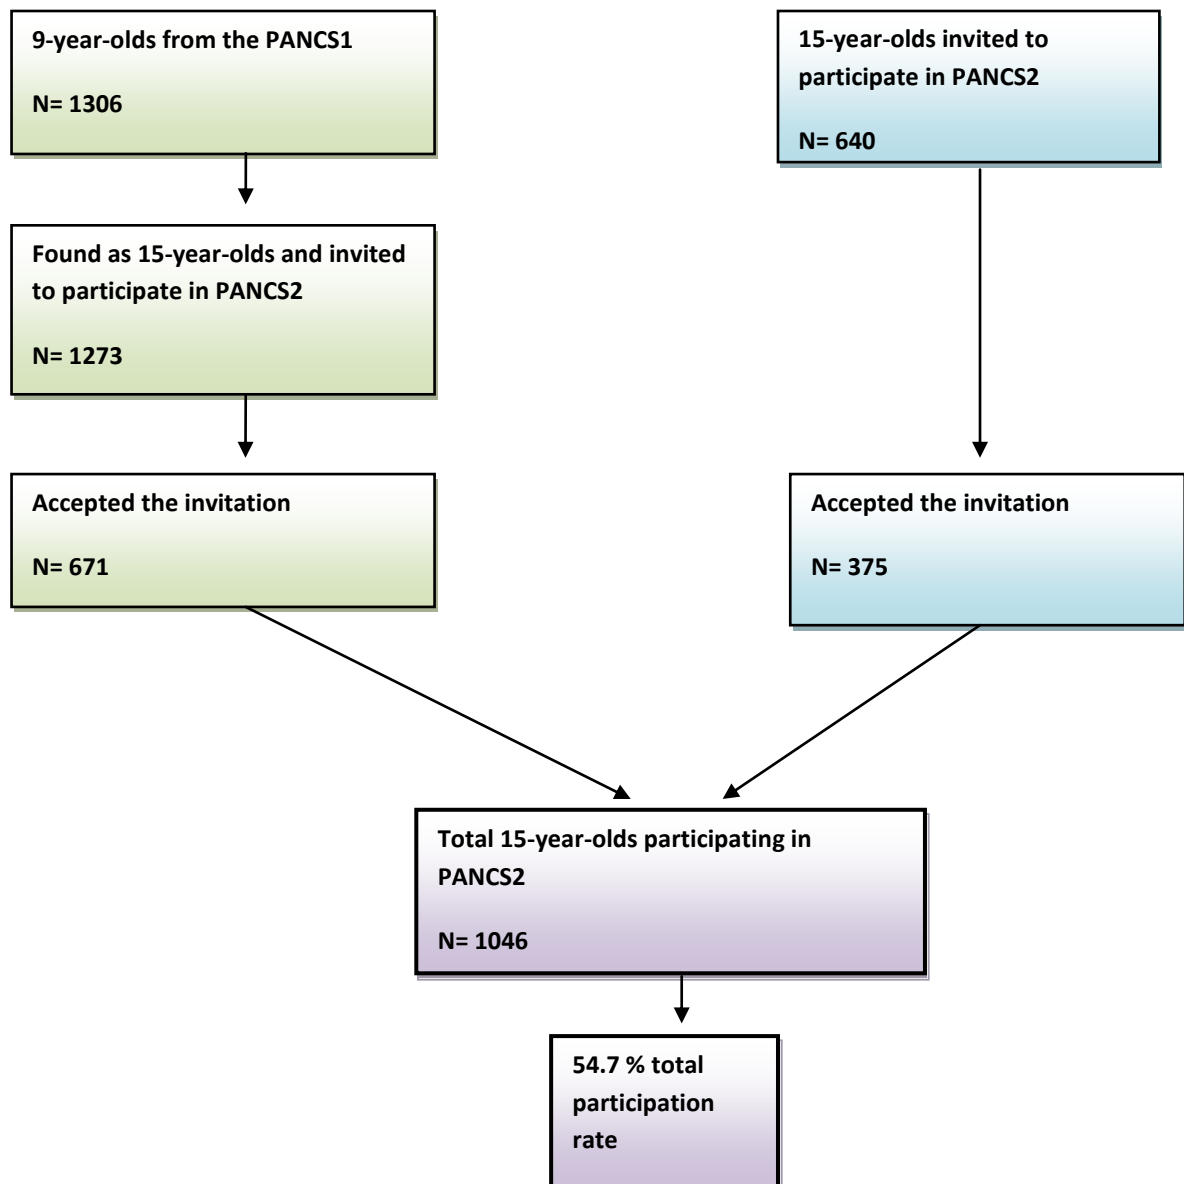 9-year-olds from the PANCS1
N= 1306
15-year-olds invited to
participate in PANCS2
N= 640
Found as 15-year-olds and invited
to participate in PANCS2
N= 1273
Accepted the invitation
N= 671
Accepted the invitation
N= 375
Total 15-year-olds participating in
PANCS2
N= 1046
54.7 % total
participation
rate